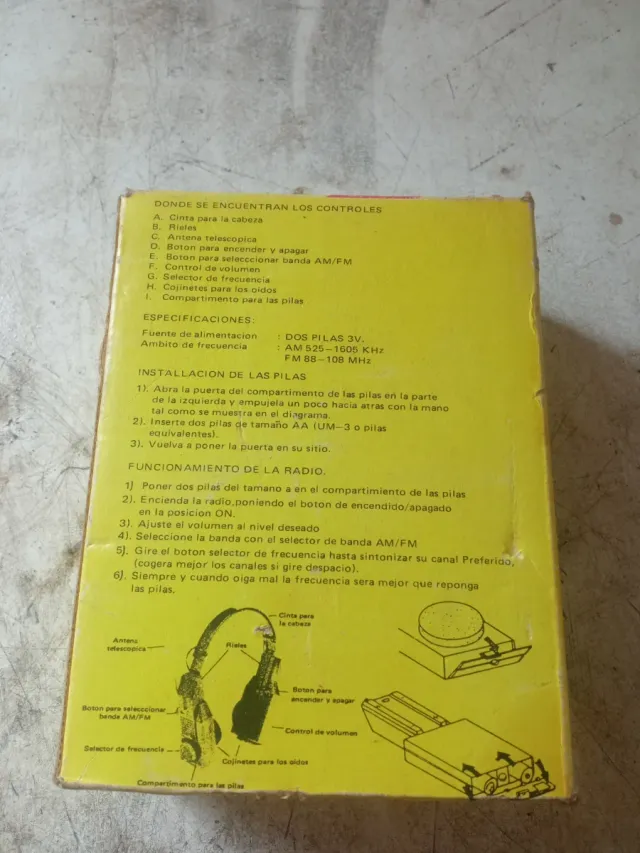 DONDE SE ENCUENTRAN LOS CONTROLES
A. Cinta para la cabeza
B. Rieles
C. Antena telescopica
D. Boton para encender y apagar
E. Boton para selecccionar banda AM/FM
F. Control de volumen
G. Selector de frecuencia
H. Cojinetes para los oidos
I. Compartimento para las pilas
ESPECIFICACIONES:
Fuente de alimentacion : DOS PILAS 3V.
Ambito de frecuencia : AM 525—1605 KHz
FM 88—108 MHz
INSTALLACION DE LAS PILAS
1). Abra la puerta del compartimento de las pilas en la parte
de la izquierda y empujela un poco hacia atras con la mano
tal como se muestra en el diagrama.
2). Inserte dos pilas de tamaño AA (UM—3 o pilas
equivalentes).
3). Vuelva a poner la puerta en su sitio.
FUNCIONAMIENTO DE LA RADIO.
1) Poner dos pilas del tamano a en el compartimiento de las pilas
2). Encienda la radio,poniendo el boton de encendido/apagado
en la posicion ON.
3). Ajuste el volumen al nivel deseado
4). Seleccione la banda con el selector de banda AM/FM
5). Gire el boton selector de frecuencia hasta sintonizar su canal Preferido,
(cogera mejor los canales si gire despacio).
6). Siempre y cuando oiga mal la frecuencia sera mejor que reponga
las pilas.
Cinta para
la cabeza
Antena
telescopica
Rieles
Boton para
encender y apagar
Boton para selecccionar
banda AM/FM
Control de volumen
Selector de frecuencia
Cojinetes para los oidos
Compartimento para las pilas